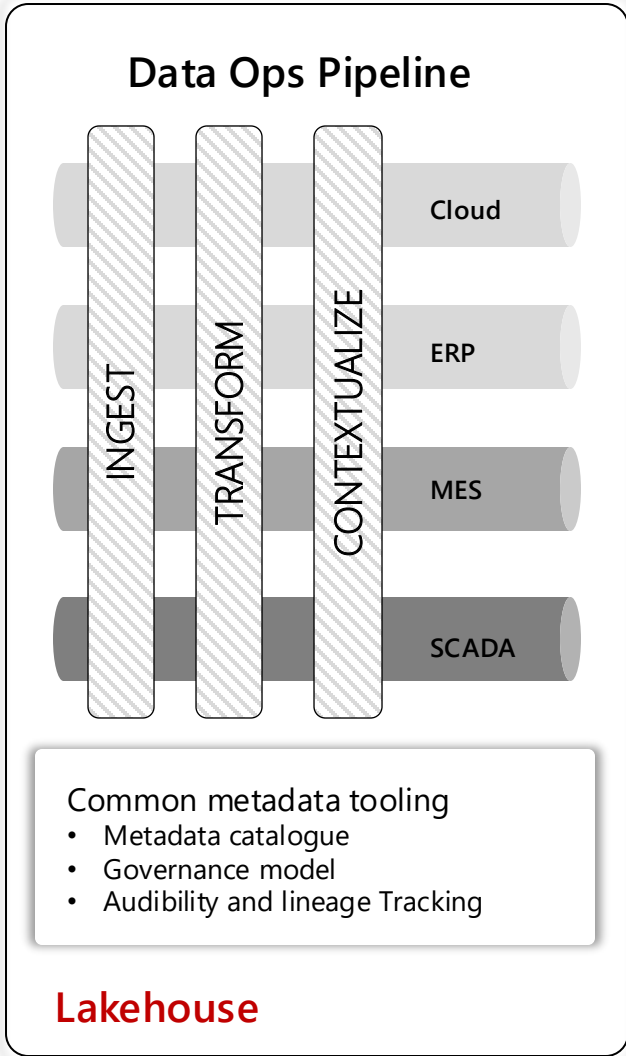 Data Ops Pipeline
Cloud
ERP
MES
SCADA
INGEST
TRANSFORM
CONTEXTUALIZE
Common metadata tooling
• Metadata catalogue
• Governance model
• Audibility and lineage Tracking
Lakehouse